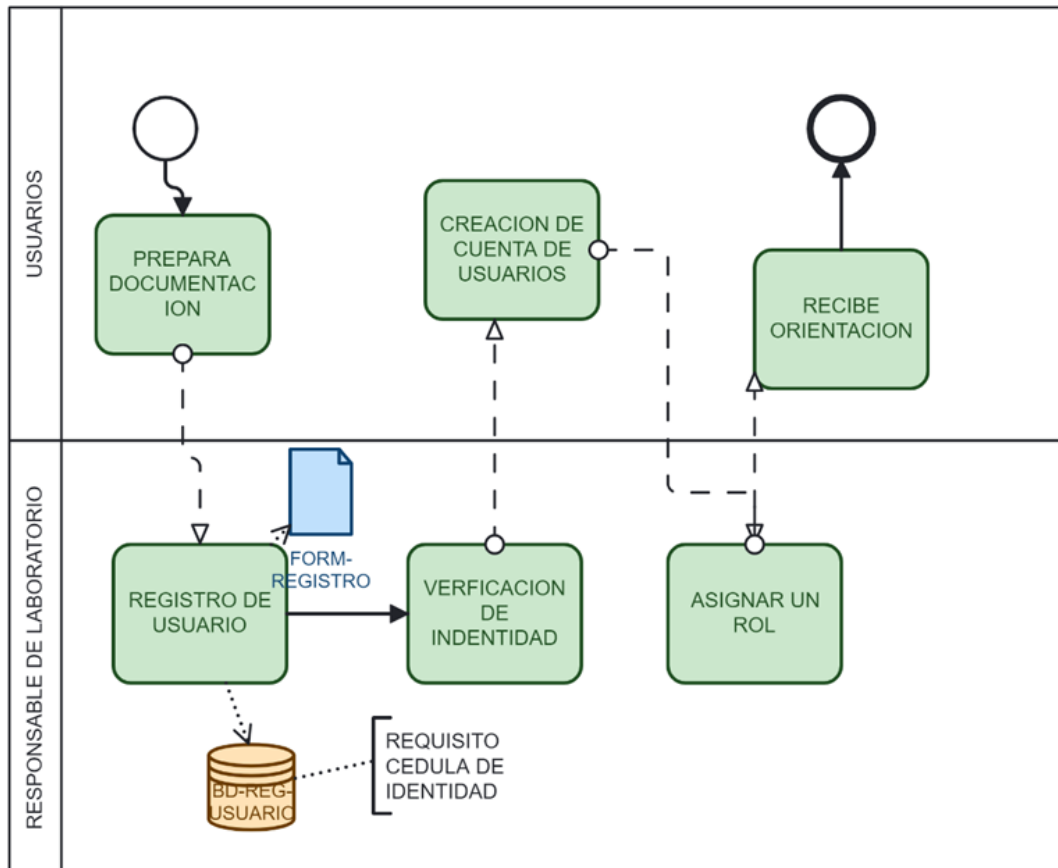 USUARIOS
PREPARA
DOCUMENTAC
ION
CREACION DE
CUENTA DE
USUARIOS
RECIBE
ORIENTACION
RESPONSABLE DE LABORATORIO
FORM-
REGISTRO
REGISTRO DE
USUARIO
VERFICACION
DE
INDENTIDAD
ASIGNAR UN
ROL
BD-REG-
USUARIO
REQUISITO
CEDULA DE
IDENTIDAD